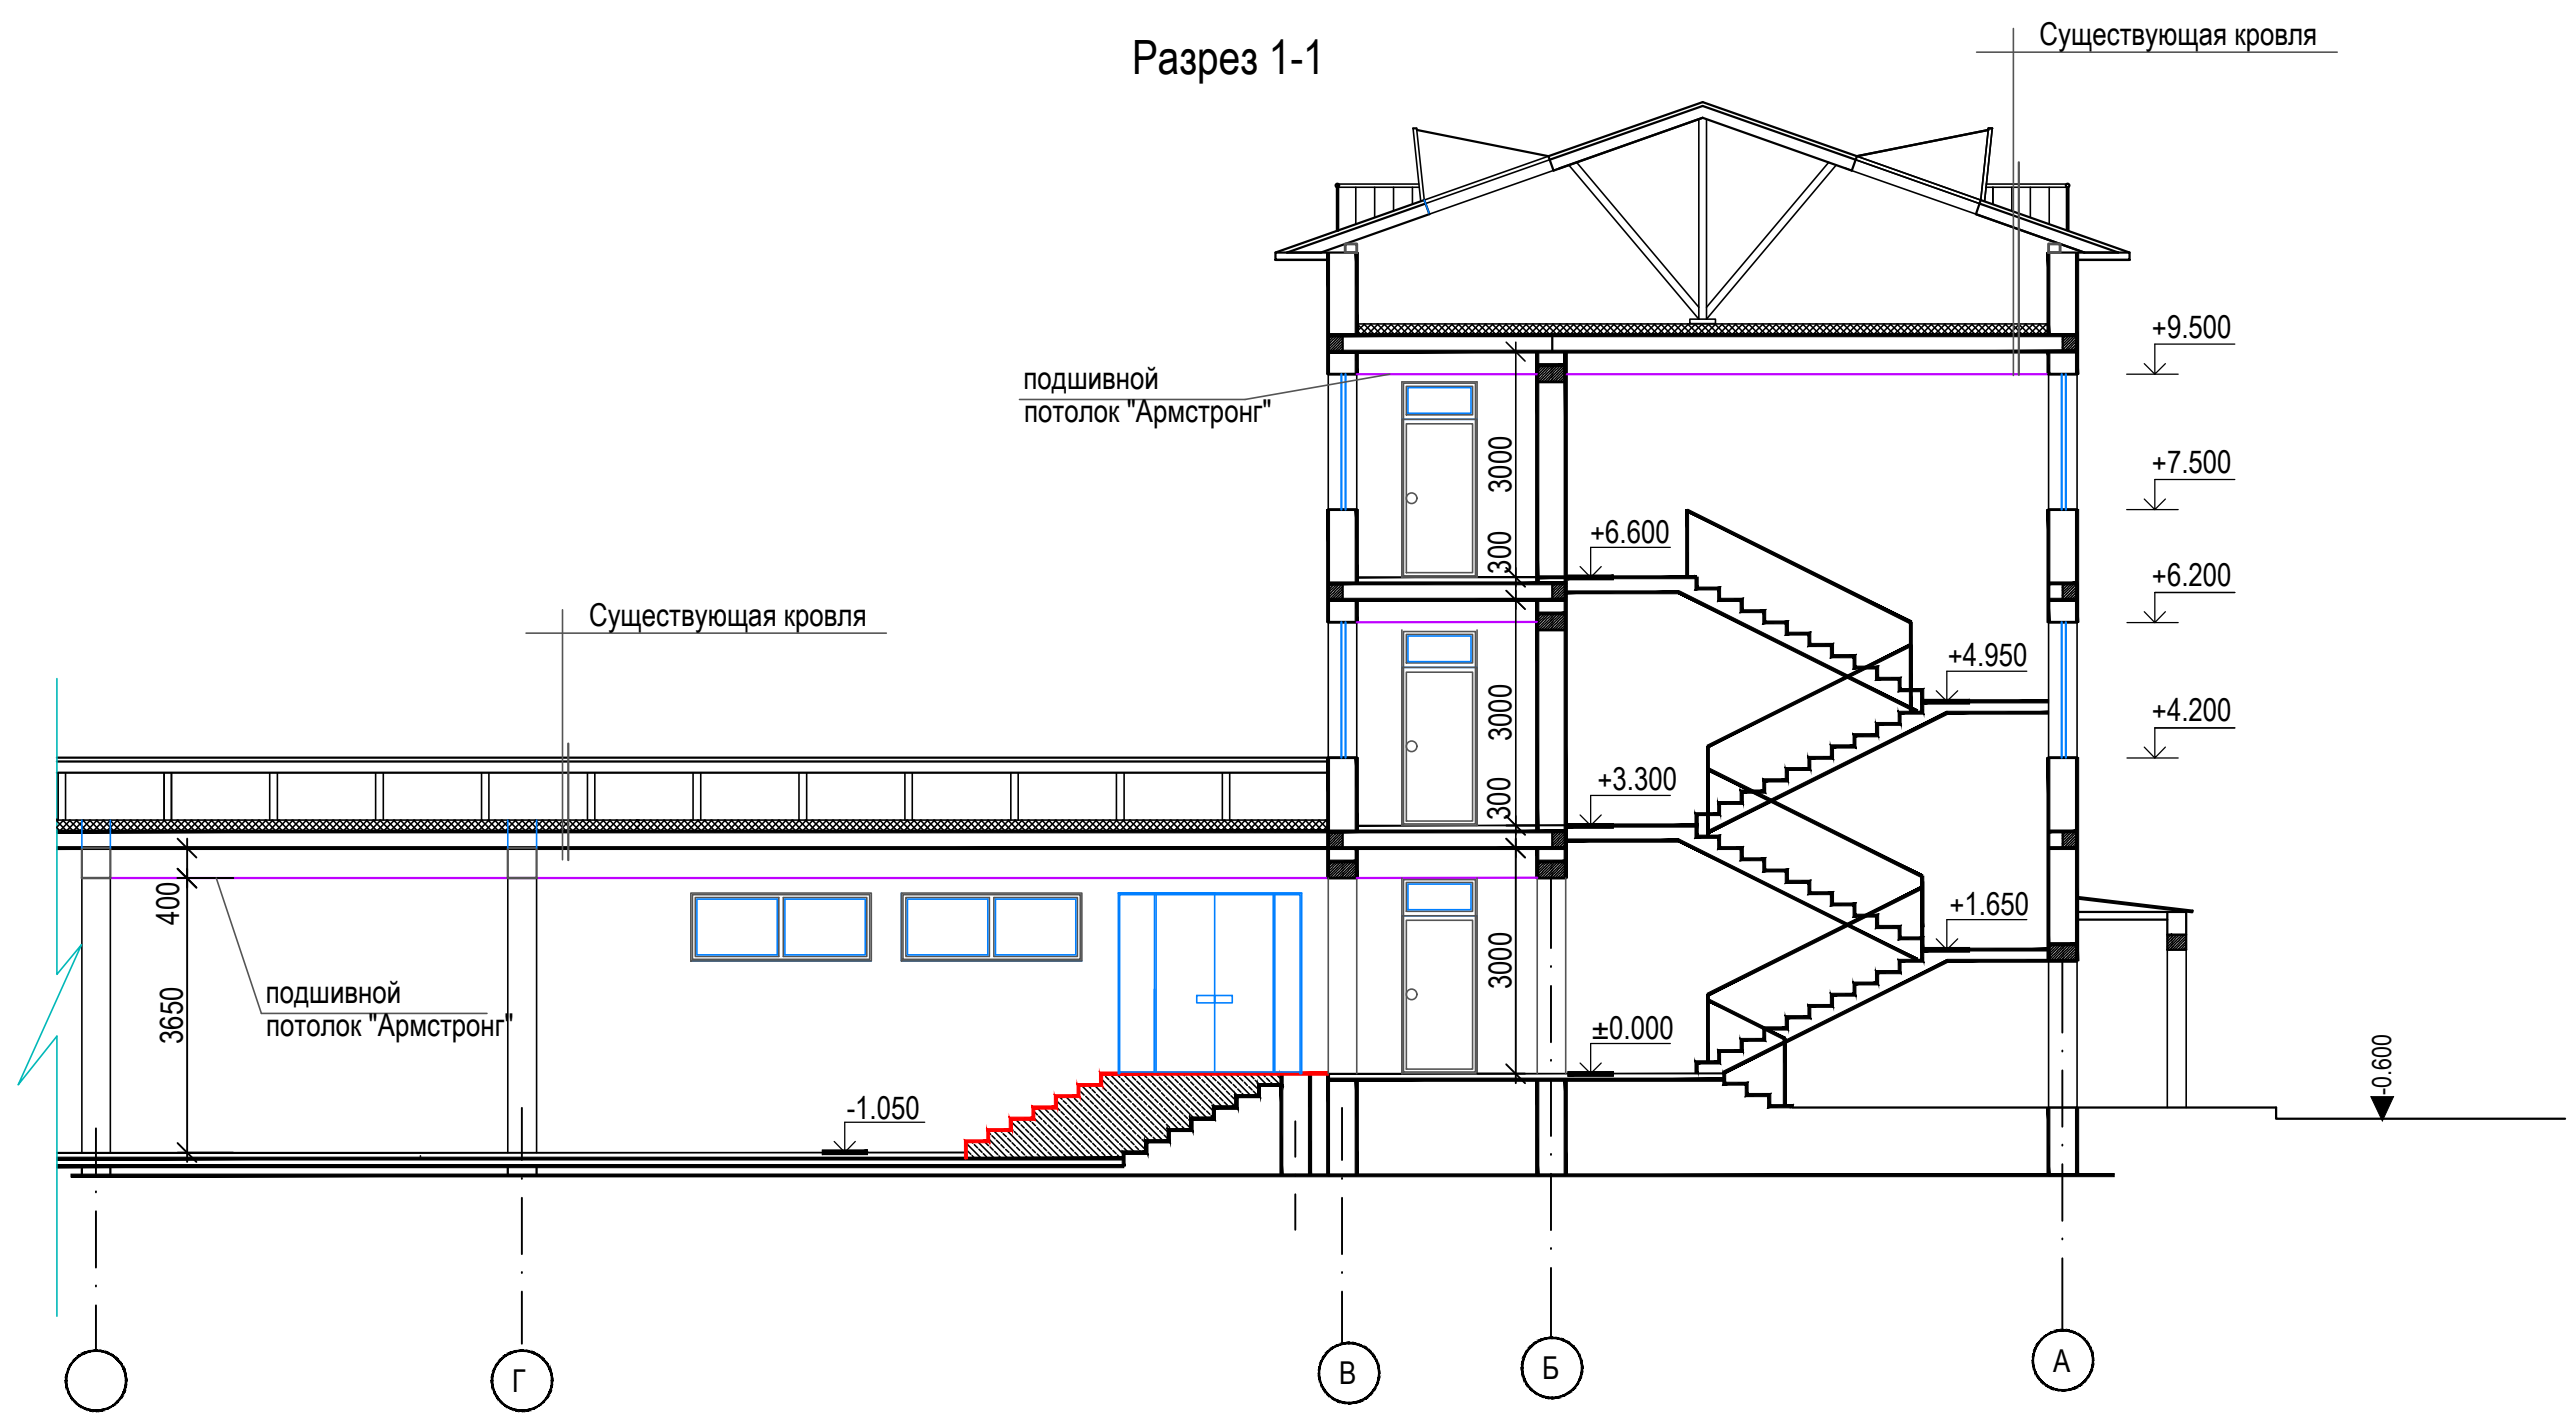 Разрез 1-1
Существующая кровля
+9.500
подшивной
потолок "Армстронг"
3000
+7.500
300
+6.600
+6.200
Существующая кровля
+4.950
3000
+4.200
300
+3.300
400
+1.650
3000
3650
подшивной
потолок "Армстронг"
±0.000
-0.600
-1.050
Г
В
Б
А